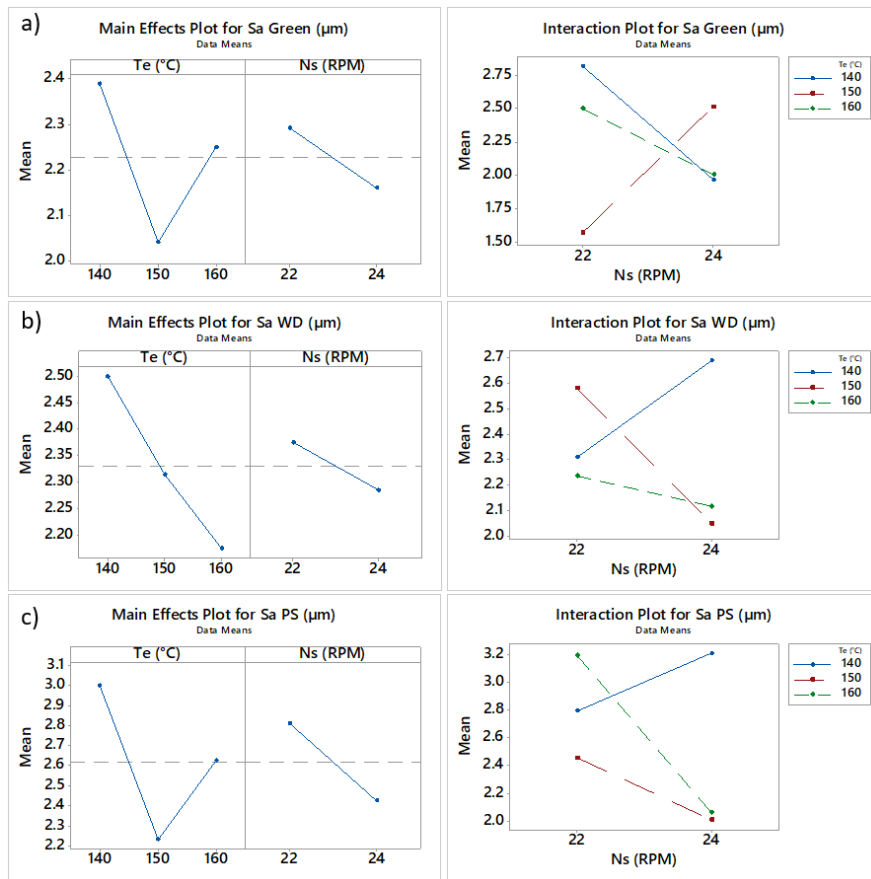 a)
Main Effects Plot for Sa Green (µm)
Data Means
Te (°C) Ns (RPM)
Mean
2.4
2.3
2.2
2.1
2.0
140 150 160 22 24
Interaction Plot for Sa Green (µm)
Data Means
Mean
2.75
2.50
2.25
2.00
1.75
1.50
22 24
Ns (RPM)
Te (°C)
140
150
160
b)
Main Effects Plot for Sa WD (µm)
Data Means
Te (°C) Ns (RPM)
Mean
2.50
2.45
2.40
2.35
2.30
2.25
2.20
140 150 160 22 24
Interaction Plot for Sa WD (µm)
Data Means
Mean
2.7
2.6
2.5
2.4
2.3
2.2
2.1
2.0
22 24
Ns (RPM)
Te (°C)
140
150
160
c)
Main Effects Plot for Sa PS (µm)
Data Means
Te (°C) Ns (RPM)
Mean
3.1
3.0
2.9
2.8
2.7
2.6
2.5
2.4
2.3
2.2
140 150 160 22 24
Interaction Plot for Sa PS (µm)
Data Means
Mean
3.2
3.0
2.8
2.6
2.4
2.2
2.0
22 24
Ns (RPM)
Te (°C)
140
150
160